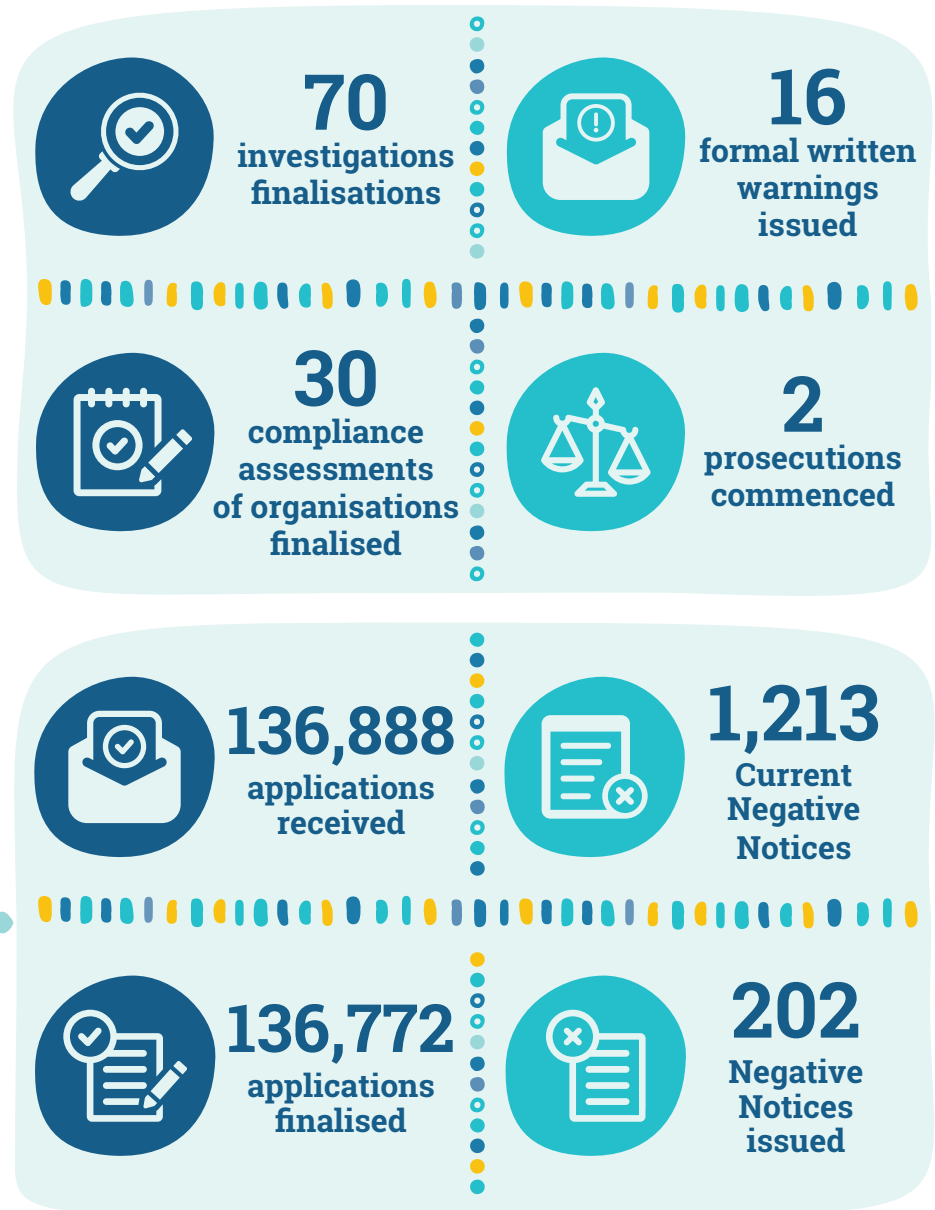 70
investigations
finalisations
16
formal written
warnings
issued
30
compliance
assessments
of organisations
finalised
2
prosecutions
commenced
136,888
applications
received
1,213
Current
Negative
Notices
136,772
applications
finalised
202
Negative
Notices
issued